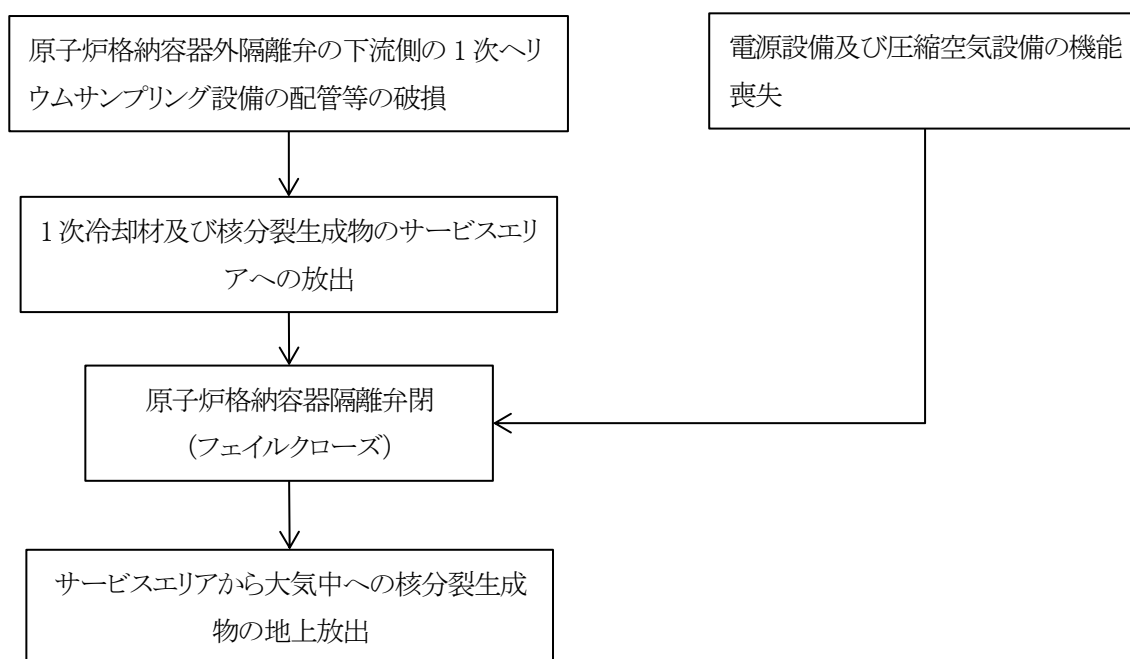 原子炉格納容器外隔離弁の下流側の1次ヘリ
ウムサンプリング設備の配管等の破損
電源設備及び圧縮空気設備の機能
喪失
1次冷却材及び核分裂生成物のサービスエリ
アへの放出
原子炉格納容器隔離弁閉
(フェイルクローズ)
サービスエリアから大気中への核分裂生成
物の地上放出